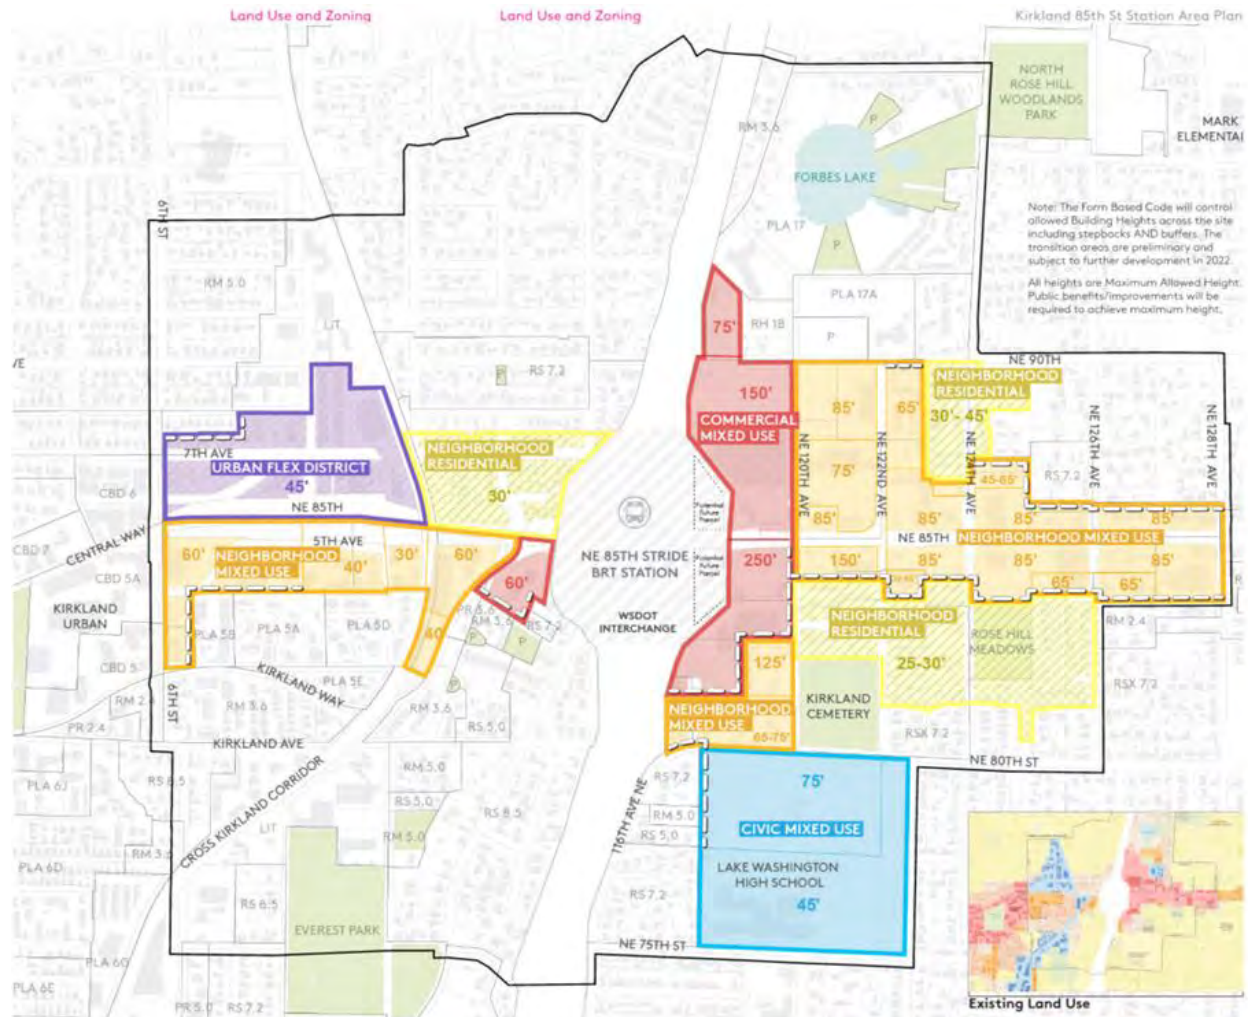 Land Use and Zoning
Land Use and Zoning
Kirkland 85th St Station Area Plan
NORTH
ROSE HILL
WOODLANDS
PARK
MARK
ELEMENTAI
RM 3.6
P
FORBES LAKE
Note: The Form Based Code will control
allowed Building Heights across the site
including stepbacks AND buffers. The
transition areas are preliminary and
subject to further development in 2022.
All heights are Maximum Allowed Height.
Public benefits/improvements will be
required to achieve maximum height.
6TH ST
PLA 17
P
RM 5.0
PLA 17A
LIT
75'
RH 1B
P
VE
P
RS 7.2
NE 90TH
NEIGHBORHOOD
RESIDENTIAL
30'- 45'
150'
COMMERCIAL
MIXED USE
85'
65'
75'
NE 120TH AVE
NE 122ND AVE
NE 124TH AVE
NE 126TH AVE
NE 128TH AVE
RS 7.2
45-65'
7TH AVE
URBAN FLEX DISTRICT
45'
NEIGHBORHOOD
RESIDENTIAL
30'
CBD 6
NE 85TH
Potential
Future
Transit
85'
85'
85'
85'
85'
CENTRAL WAY
5TH AVE
NE 85TH
NEIGHBORHOOD MIXED USE
CBD 7
60'
NEIGHBORHOOD
MIXED USE
40'
30'
60'
60'
NE 85TH STRIDE
BRT STATION
Potential
Future
Transit
250'
150'
85'
85'
85'
CBD 5A
65'
65'
KIRKLAND
URBAN
PLA 5B
PLA 5A
PLA 5D
40'
PR 3.6
RM 3.6
RS 7.2
WSDOT
INTERCHANGE
NEIGHBORHOOD
RESIDENTIAL
25-30'
ROSE HILL
MEADOWS
RM 2.4
P
P
CBD 5
KIRKLAND WAY
PLA 5E
125'
RSX 7.2
6TH ST
P
KIRKLAND
CEMETERY
RM 3.6
RM 3.6
PR 2.4
RS 5.0
NEIGHBORHOOD
MIXED USE
65-75'
RSX 7.2
KIRKLAND AVE
NE 80TH ST
CROSS KIRKLAND CORRIDOR
RM 5.0
RS 7.2
116TH AVE NE
75'
PLA 6J
RS 8.5
RS 5.0
RS 8.5
RM 5.0
RS 5.0
CIVIC MIXED USE
LIT
RM 5.0
PLA 6D
LAKE WASHINGTON
HIGH SCHOOL
45'
RS 7.2
RS 6.5
EVEREST PARK
NE 75TH ST
PLA 6G
PLA 6E
PR 5.0
RS 7.2
Existing Land Use